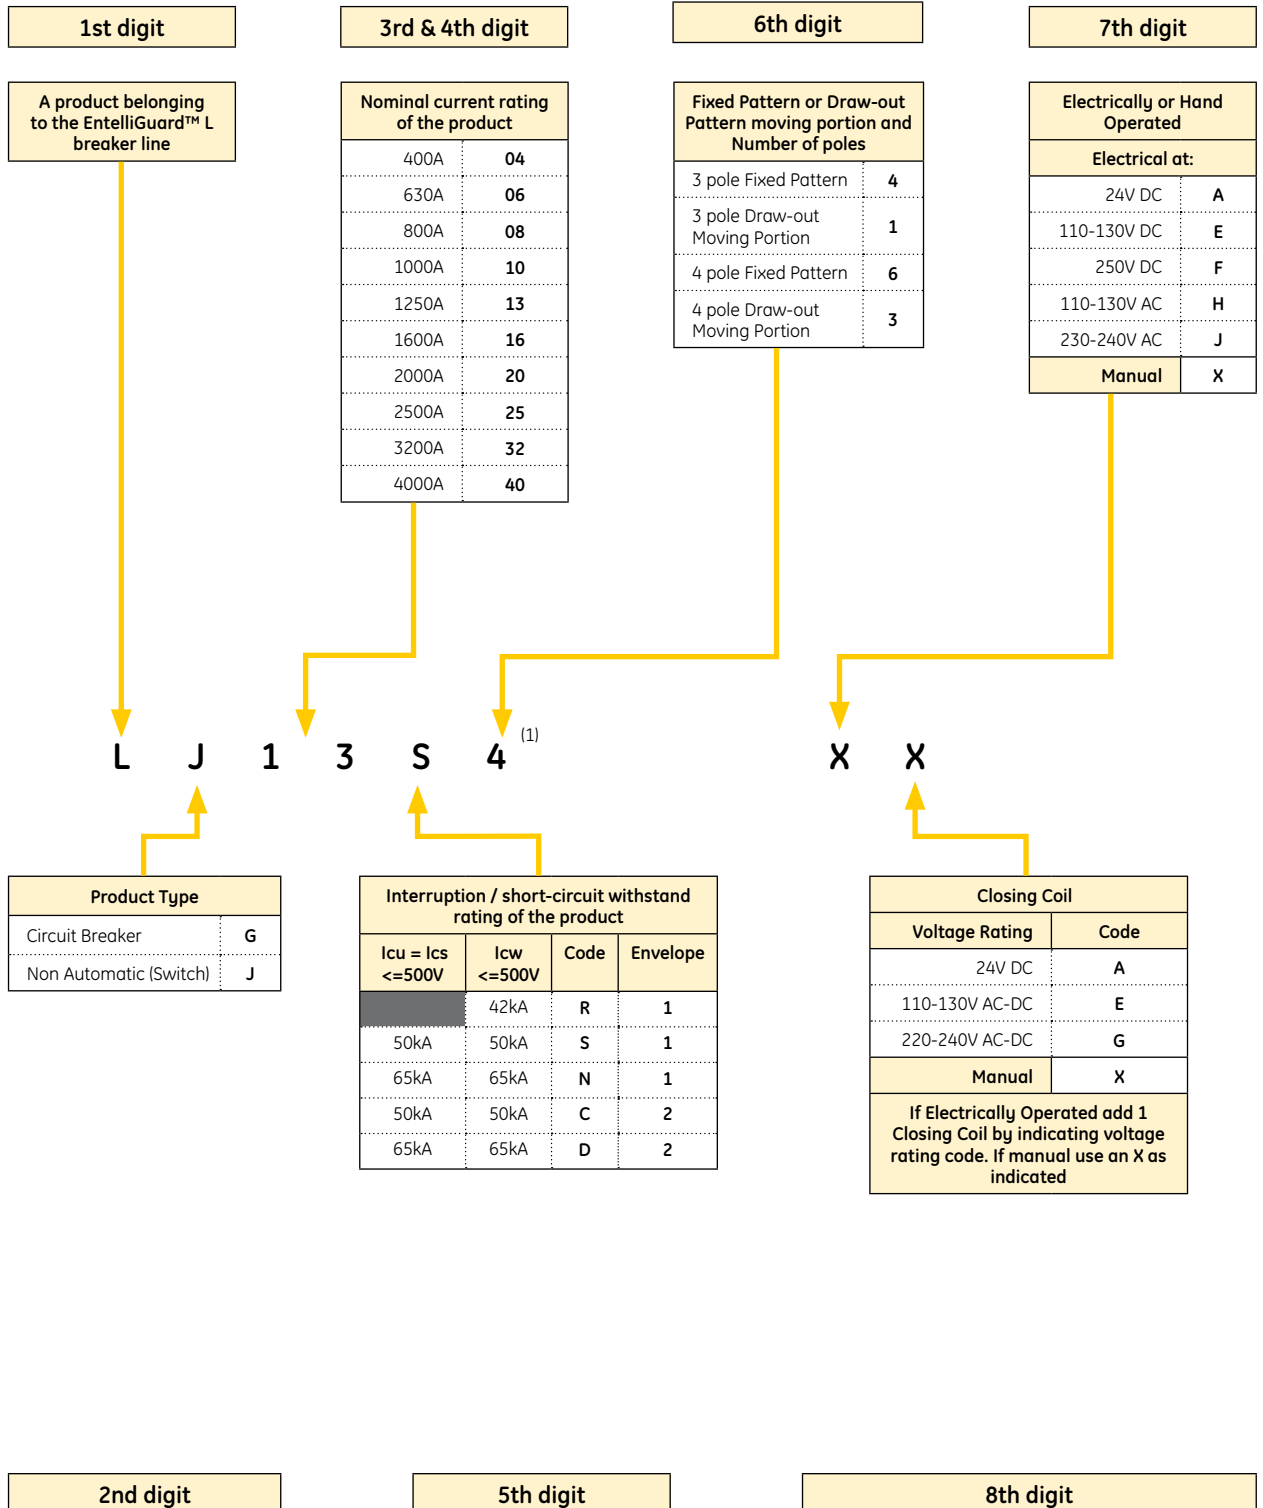 1st digit
3rd & 4th digit
6th digit
7th digit
A product belonging
to the EntelliGuard™ L
breaker line
Nominal current rating
of the product
400A 04
630A 06
800A 08
1000A 10
1250A 13
1600A 16
2000A 20
2500A 25
3200A 32
4000A 40
Fixed Pattern or Draw-out
Pattern moving portion and
Number of poles
3 pole Fixed Pattern 4
3 pole Draw-out
Moving Portion 1
4 pole Fixed Pattern 6
4 pole Draw-out
Moving Portion 3
Electrically or Hand
Operated
Electrical at:
24V DC A
110-130V DC E
250V DC F
110-130V AC H
230-240V AC J
Manual X
L J 1 3 S 4 (1) X X
Product Type
Circuit Breaker G
Non Automatic (Switch) J
Interruption / short-circuit withstand
rating of the product
Icu = Ics
<=500V
Icw
<=500V
Code
Envelope
42kA R 1
50kA 50kA S 1
65kA 65kA N 1
50kA 50kA C 2
65kA 65kA D 2
Closing Coil
Voltage Rating Code
24V DC A
110-130V AC-DC E
220-240V AC-DC G
Manual X
If Electrically Operated add 1
Closing Coil by indicating voltage
rating code. If manual use an X as
indicated
2nd digit
5th digit
8th digit